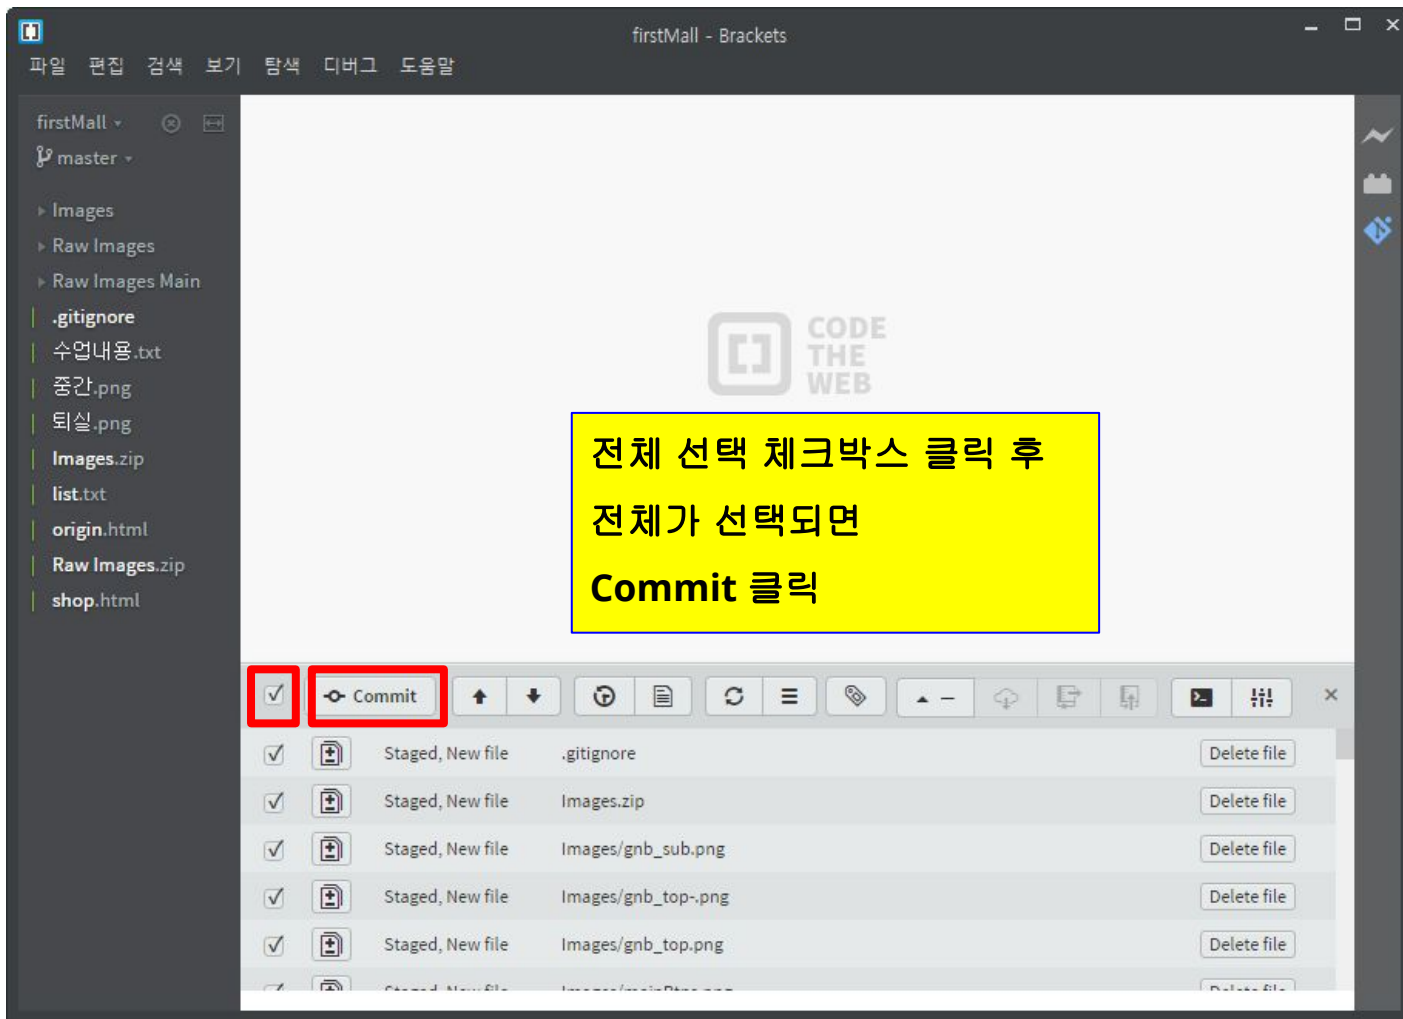 firstMall - Brackets
파일 편집 검색 보기 탐색 디버그 도움말
firstMall
master
Images
Raw Images
Raw Images Main
.gitignore
수업내용.txt
중간.png
퇴실.png
Images.zip
list.txt
origin.html
Raw Images.zip
shop.html
CODE
THE
WEB
전체 선택 체크박스 클릭 후
전체가 선택되면
Commit 클릭
Commit
Staged, New file .gitignore Delete file
Staged, New file Images.zip Delete file
Staged, New file Images/gnb_sub.png Delete file
Staged, New file Images/gnb_top-.png Delete file
Staged, New file Images/gnb_top.png Delete file